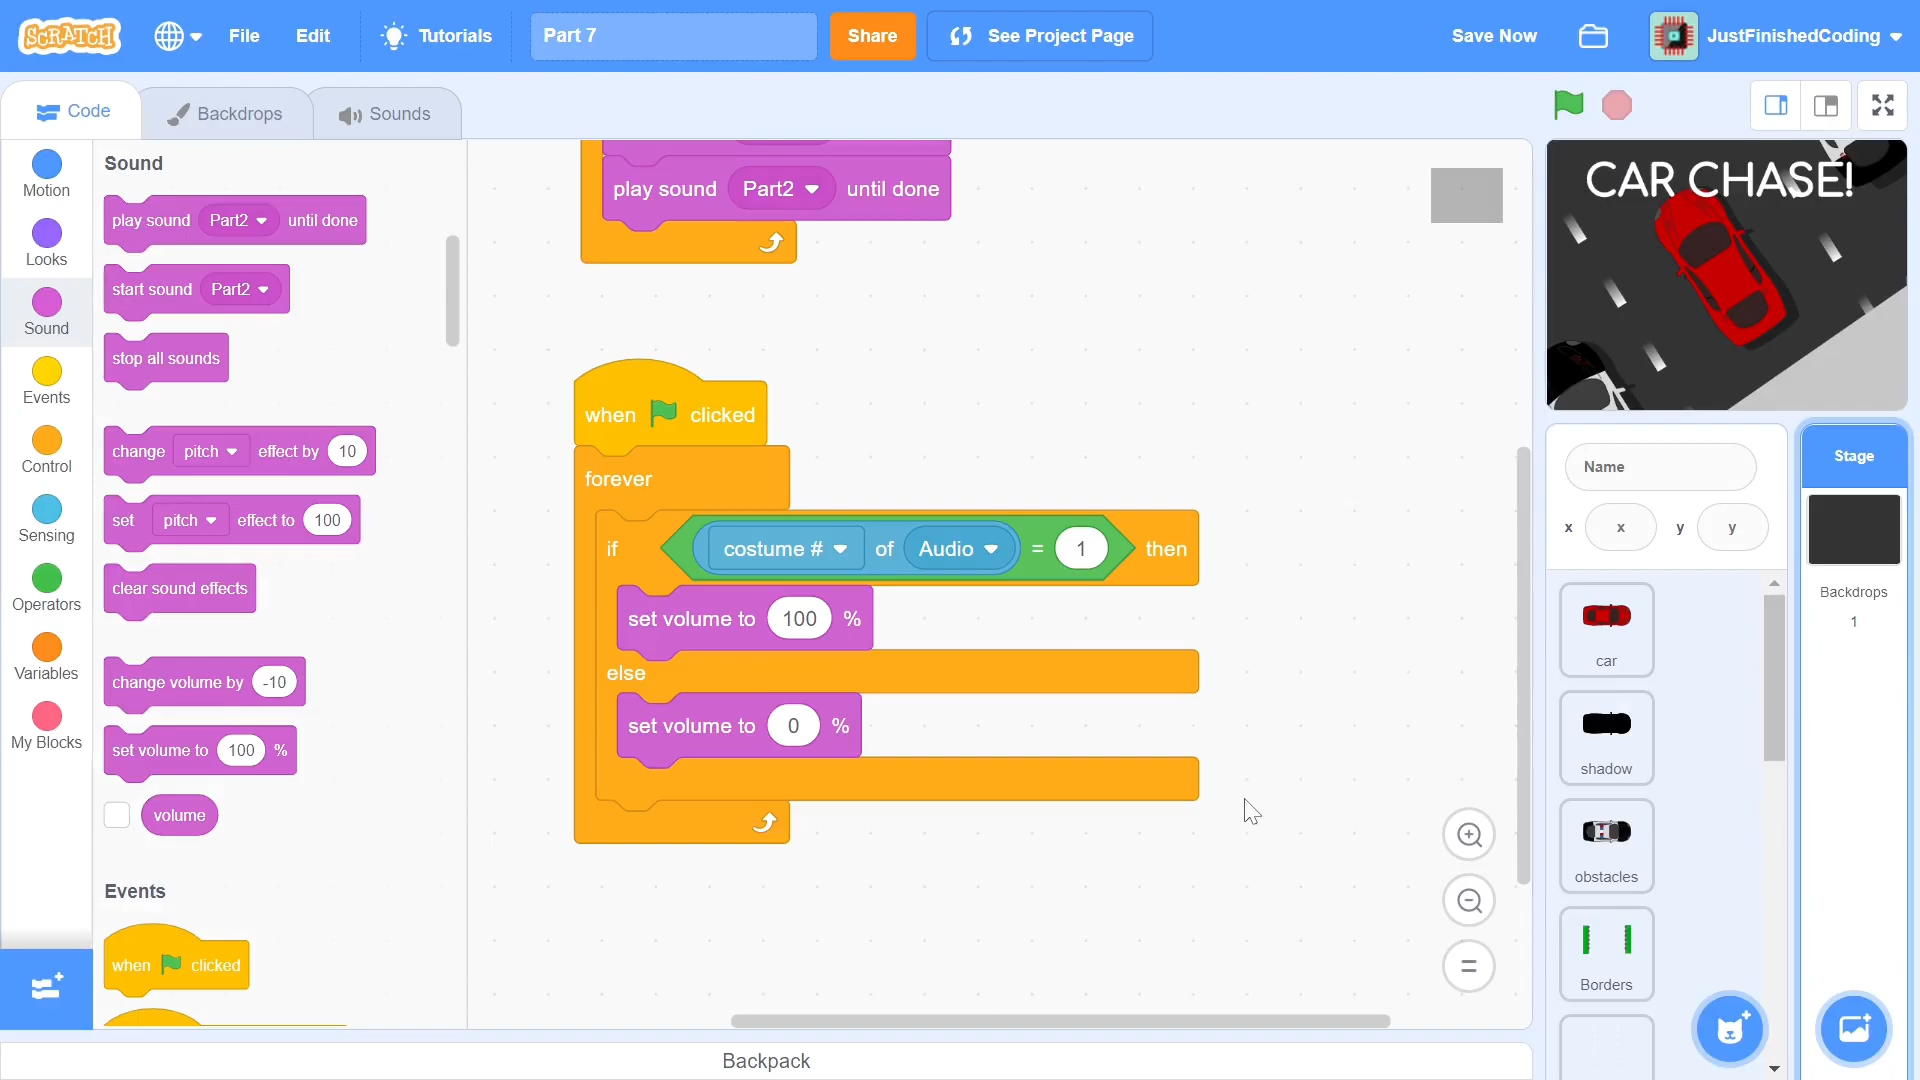 SCRATCH
File
Edit
Tutorials
Part 7
Share
See Project Page
Save Now
JustFinishedCoding
Code
Backdrops
Sounds
Motion
Looks
Sound
Events
Control
Sensing
Operators
Variables
My Blocks
Sound
play sound Part2 until done
start sound Part2
stop all sounds
change pitch effect by 10
set pitch effect to 100
clear sound effects
change volume by -10
set volume to 100 %
volume
Events
when clicked
play sound Part2 until done
when clicked
forever
if costume # of Audio = 1 then
set volume to 100 %
else
set volume to 0 %
CAR CHASE!
Name
x x y y
car
shadow
obstacles
Borders
Stage
Backdrops
1
Backpack